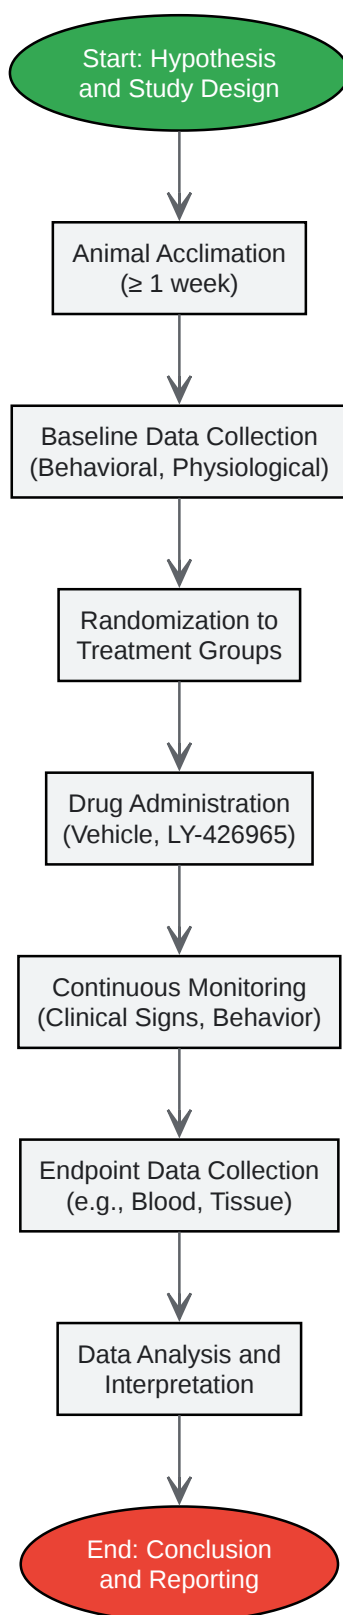 Start: Hypothesis
and Study Design
Animal Acclimation
(≥ 1 week)
Baseline Data Collection
(Behavioral, Physiological)
Randomization to
Treatment Groups
Drug Administration
(Vehicle, LY-426965)
Continuous Monitoring
(Clinical Signs, Behavior)
Endpoint Data Collection
(e.g., Blood, Tissue)
Data Analysis and
Interpretation
End: Conclusion
and Reporting